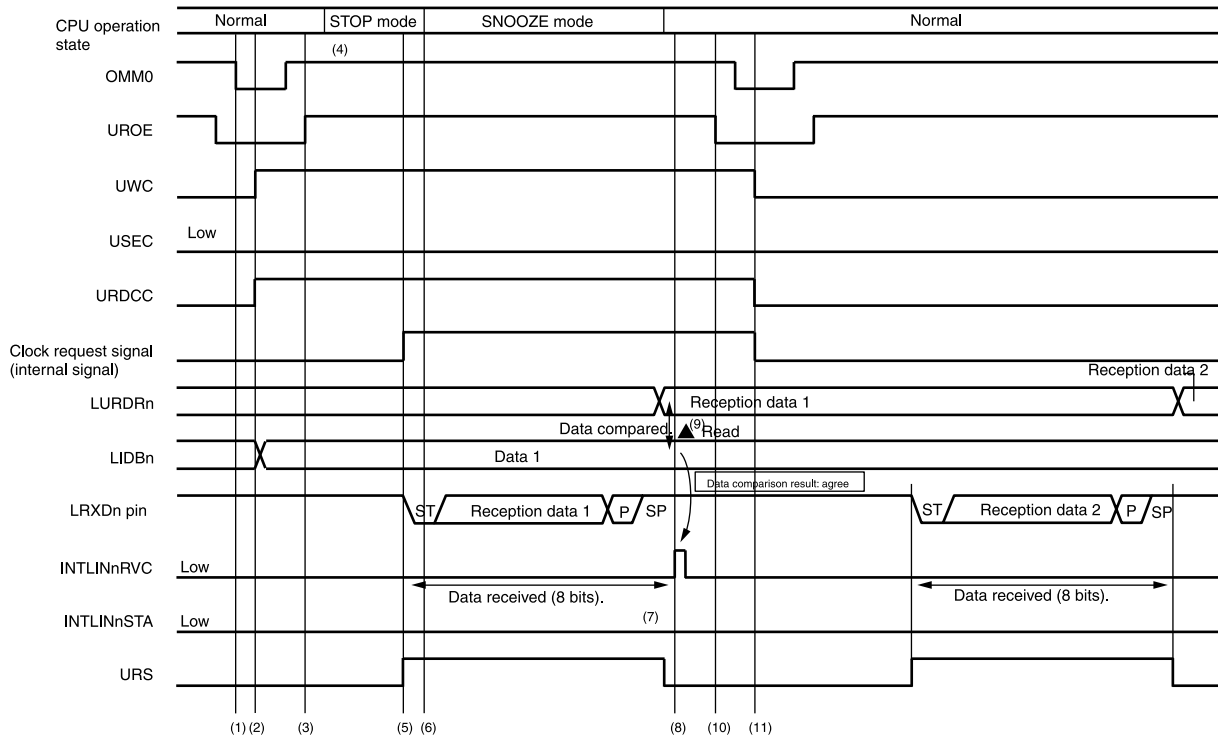 CPU operation
state
Normal
STOP mode
SNOOZE mode
Normal
(4)
OMM0
UROE
UWC
USEC
Low
URDCC
Clock request signal
(internal signal)
Reception data 2
LURDRn
Reception data 1
Data compared.
(9)
Read
LIDBn
Data 1
Data comparison result: agree
LRXDn pin
ST
Reception data 1
P
SP
ST
Reception data 2
P
SP
INTLINnRVC
Low
Data received (8 bits).
Data received (8 bits).
(7)
INTLINnSTA
Low
URS
(1)
(2)
(3)
(5)
(6)
(8)
(10)
(11)